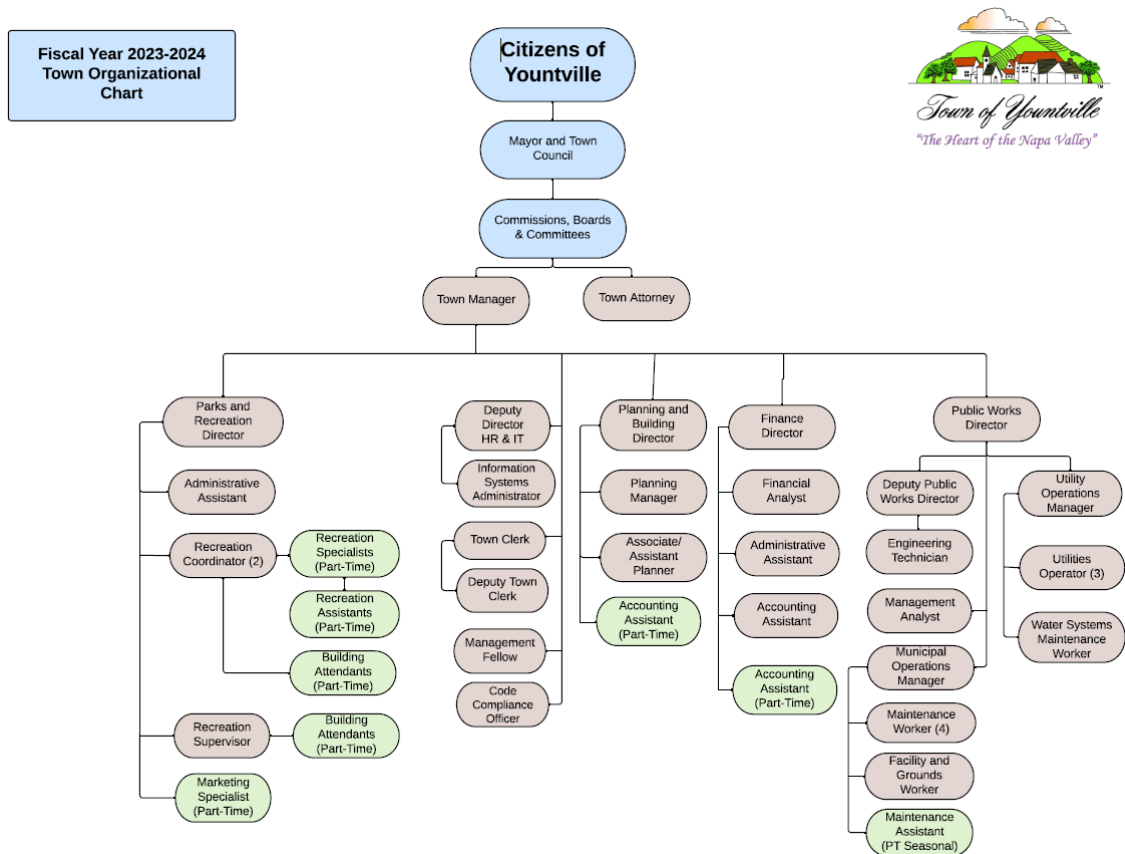 Fiscal Year 2023-2024
Town Organizational
Chart
Citizens of
Yountville
Town of Yountville
TM
“The Heart of the Napa Valley”
Mayor and Town
Council
Commissions, Boards
& Committees
Town Manager
Town Attorney
Parks and
Recreation
Director
Administrative
Assistant
Recreation
Coordinator (2)
Recreation
Specialists
(Part-Time)
Recreation
Assistants
(Part-Time)
Building
Attendants
(Part-Time)
Recreation
Supervisor
Building
Attendants
(Part-Time)
Marketing
Specialist
(Part-Time)
Deputy
Director
HR & IT
Information
Systems
Administrator
Town Clerk
Deputy Town
Clerk
Management
Fellow
Code
Compliance
Officer
Planning and
Building
Director
Planning
Manager
Associate/
Assistant
Planner
Accounting
Assistant
(Part-Time)
Finance
Director
Financial
Analyst
Administrative
Assistant
Accounting
Assistant
Accounting
Assistant
(Part-Time)
Public Works
Director
Deputy Public
Works Director
Engineering
Technician
Management
Analyst
Municipal
Operations
Manager
Maintenance
Worker (4)
Facility and
Grounds
Worker
Maintenance
Assistant
(PT Seasonal)
Utility
Operations
Manager
Utilities
Operator (3)
Water Systems
Maintenance
Worker